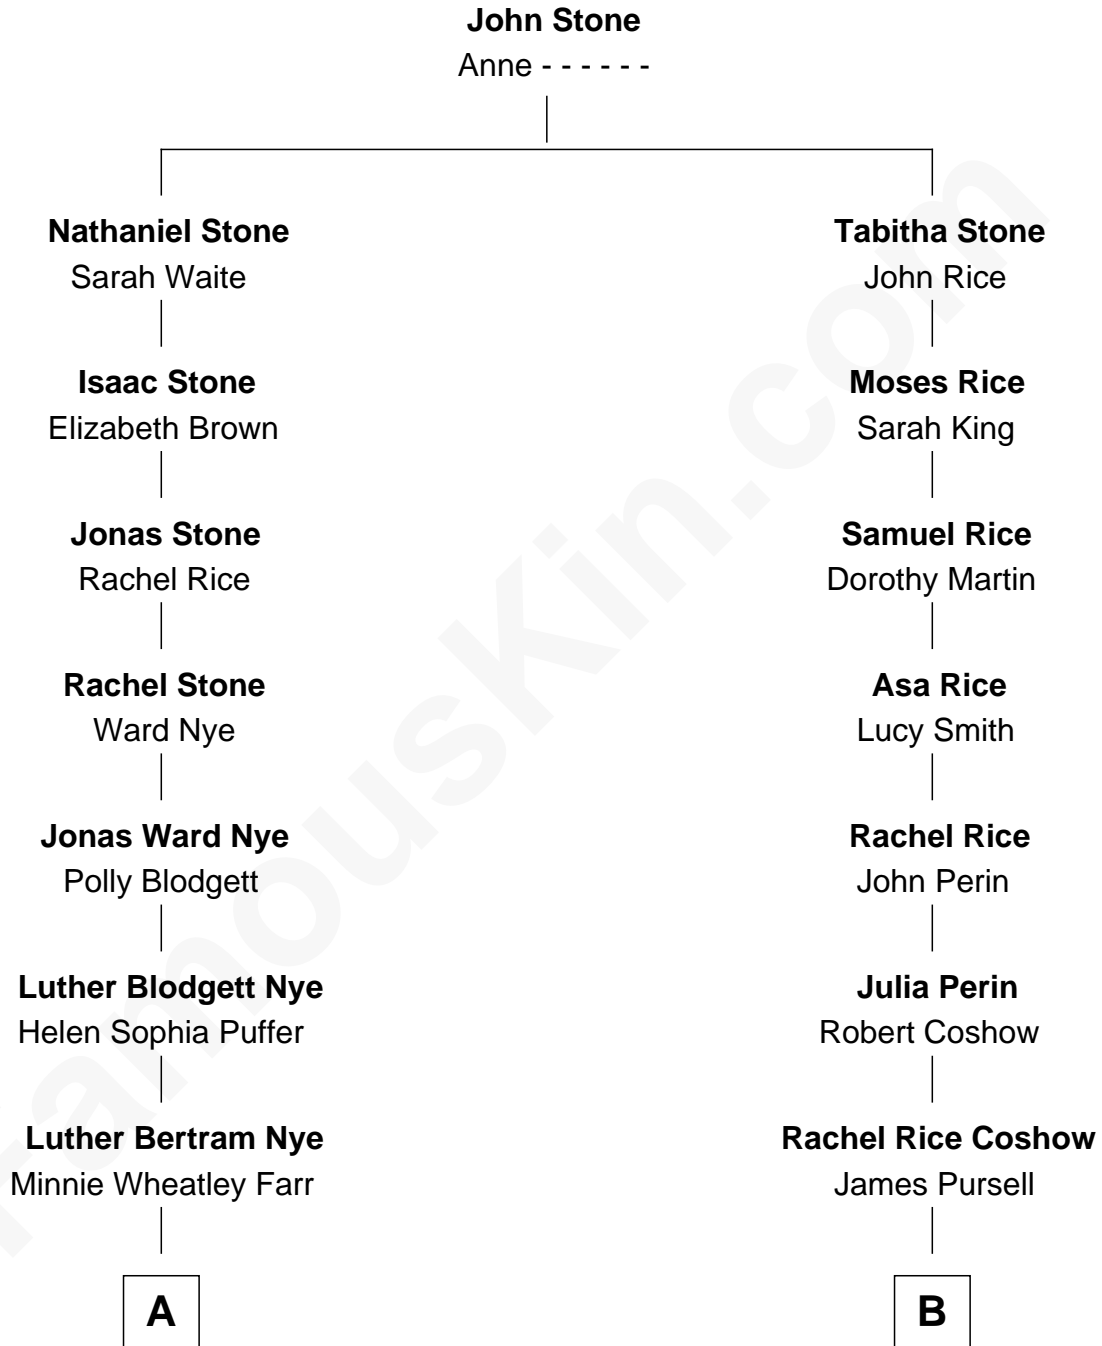 John Stone
Anne - - - - - -
Nathaniel Stone
Sarah Waite
Tabitha Stone
John Rice
Isaac Stone
Elizabeth Brown
Moses Rice
Sarah King
Jonas Stone
Rachel Rice
Samuel Rice
Dorothy Martin
Rachel Stone
Ward Nye
Asa Rice
Lucy Smith
Jonas Ward Nye
Polly Blodgett
Rachel Rice
John Perin
Luther Blodgett Nye
Helen Sophia Puffer
Julia Perin
Robert Coshow
Luther Bertram Nye
Minnie Wheatley Farr
Rachel Rice Coshow
James Pursell
A
B
FamousKin.com